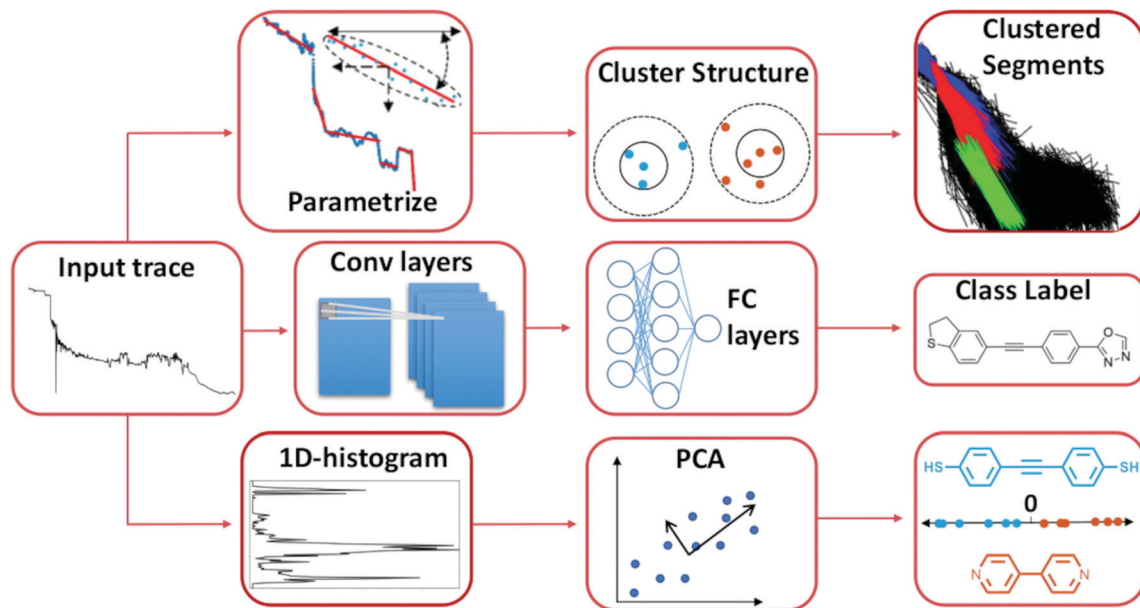 Parametrize
Cluster Structure
Clustered
Segments
Input trace
Conv layers
FC
layers
Class Label
S
O
N
N
1D-histogram
PCA
HS
SH
0
N
N